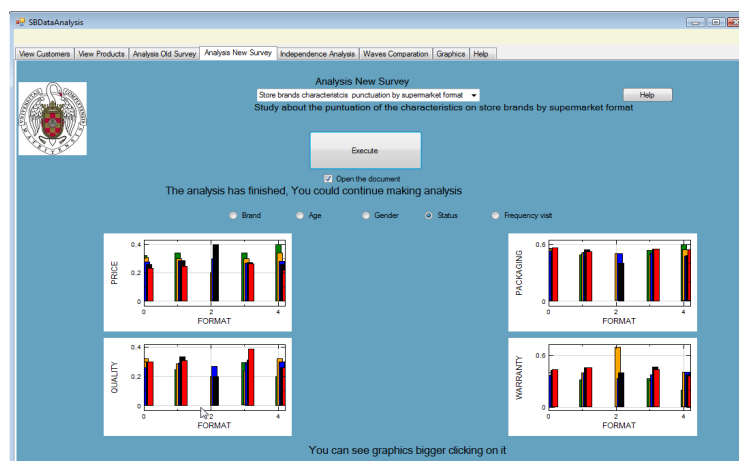 SBDataAnalysis
View Customers View Products Analysis Old Survey Analysis New Survey Independence Analysis Waves Comparation Graphics Help
Analysis New Survey
Store brands characteristcis punctuation by supermarket format
Help
Study about the puntuation of the characteristics on store brands by supermarket format
Execute
Open the document
The analysis has finished, You could continue making analysis
Brand Age Gender Status Frequency visit
PRICE
0,4
0,2
0
0 2 4
FORMAT
PACKAGING
0.6
0
0 2 4
FORMAT
QUALITY
0.4
0.2
0
0 2 4
FORMAT
WARRANTY
0.6
0
0 2 4
FORMAT
You can see graphics bigger clicking on it